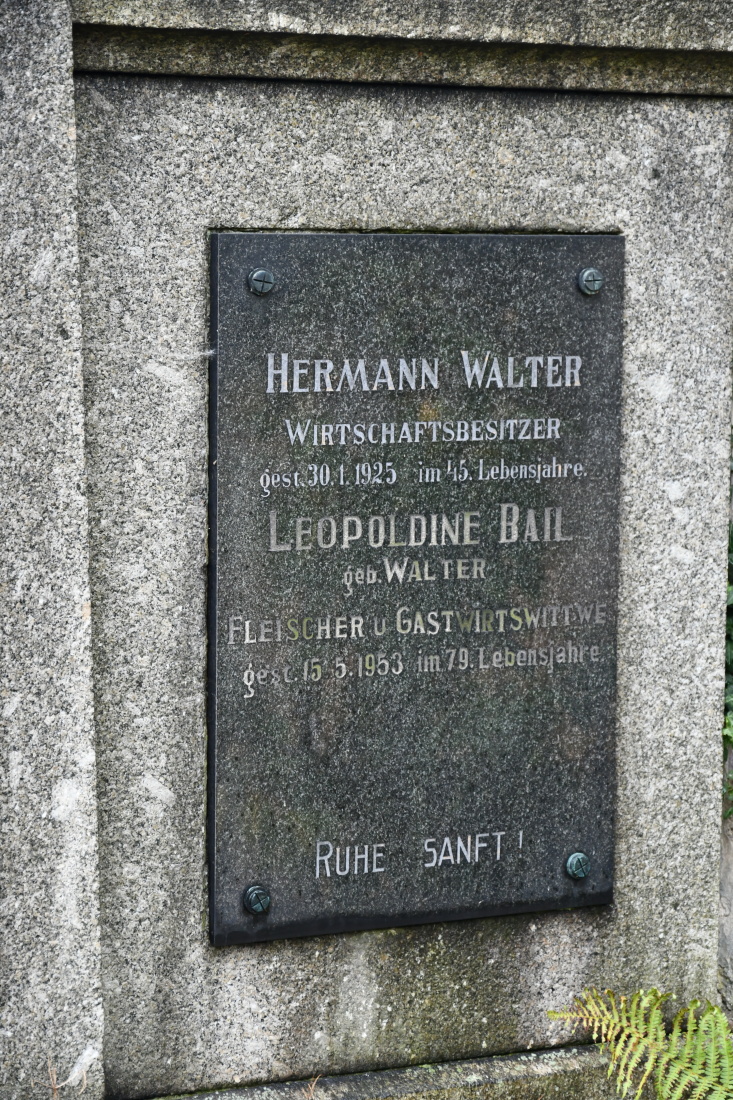 HERMANN WALTER
WIRTSCHAFTSBESITZER
gest. 30. 1. 1925 im 45. Lebensjahre.
LEOPOLDINE BAIL
geb. WALTER
FLEISCHER u GASTWIRTSWITTWE
gest. 15 5. 1953 im 79. LEBENSJAHRE.
RUHE SANFT!